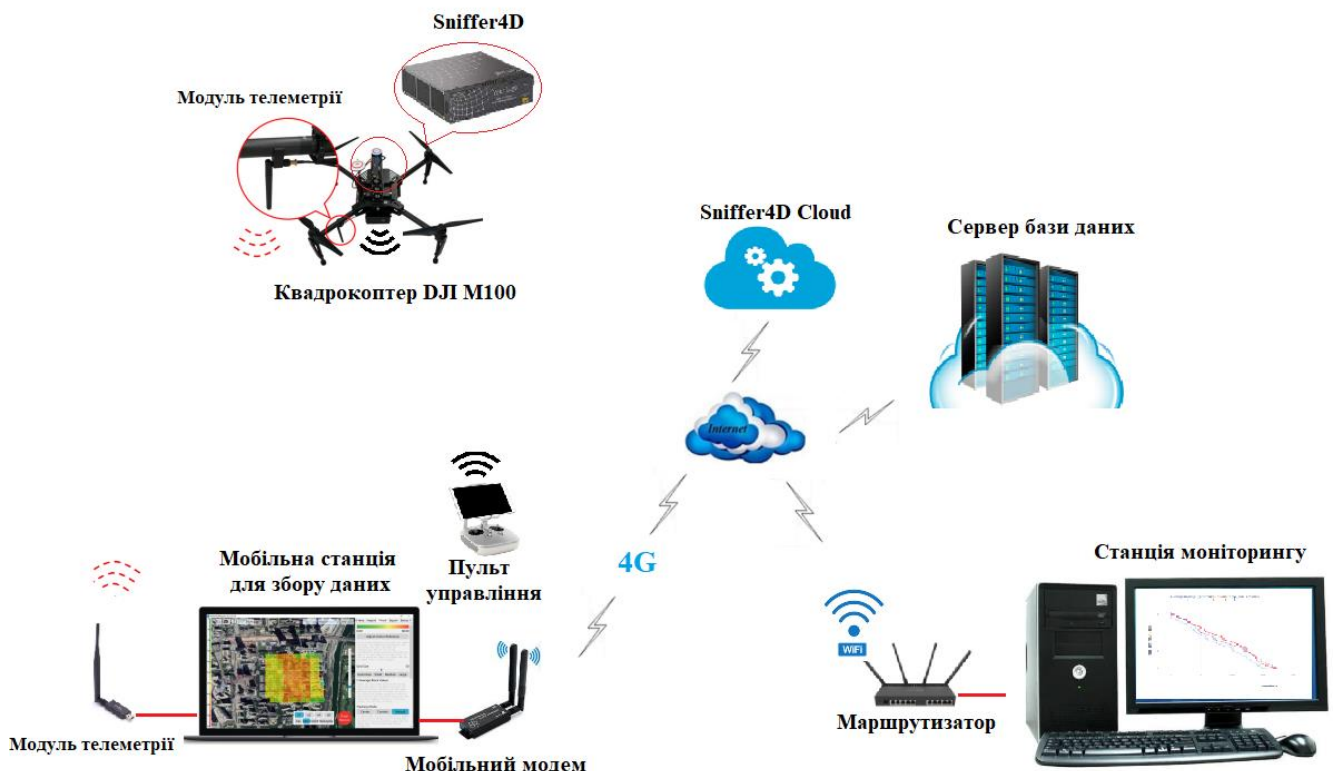 Sniffer4D
Модуль телеметрії
Квадрокоптер DJI M100
Sniffer4D Cloud
Сервер бази даних
Internet
Мобільна станція
для збору даних
Пульт
управління
4G
Станція моніторингу
WiFi
Маршрутизатор
Модуль телеметрії
Мобільний модем